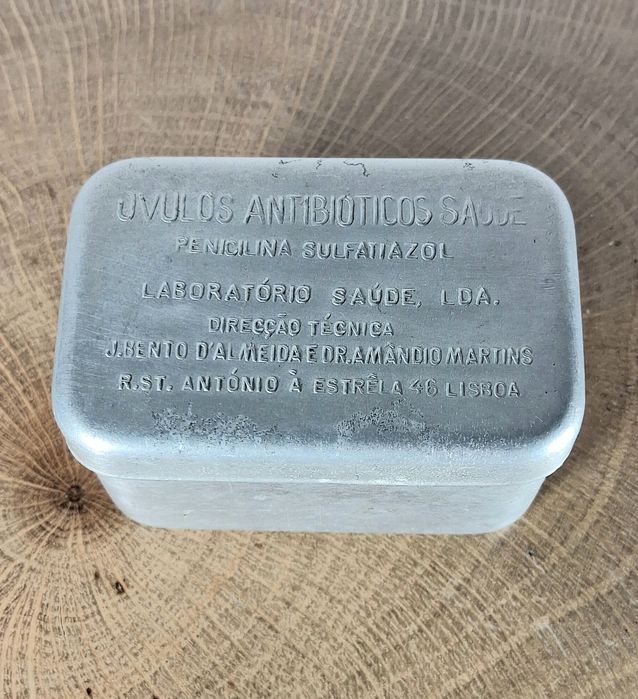 ÓVULOS ANTIBIÓTICOS SAÚDE
PENICILINA SULFATIAZOL
LABORATÓRIO SAÚDE, LDA.
DIRECÇÃO TÉCNICA
J.BENTO D'ALMEIDA E DR.AMÂNDIO MARTINS
R.ST. ANTÓNIO À ESTRÊLA 46 LISBOA